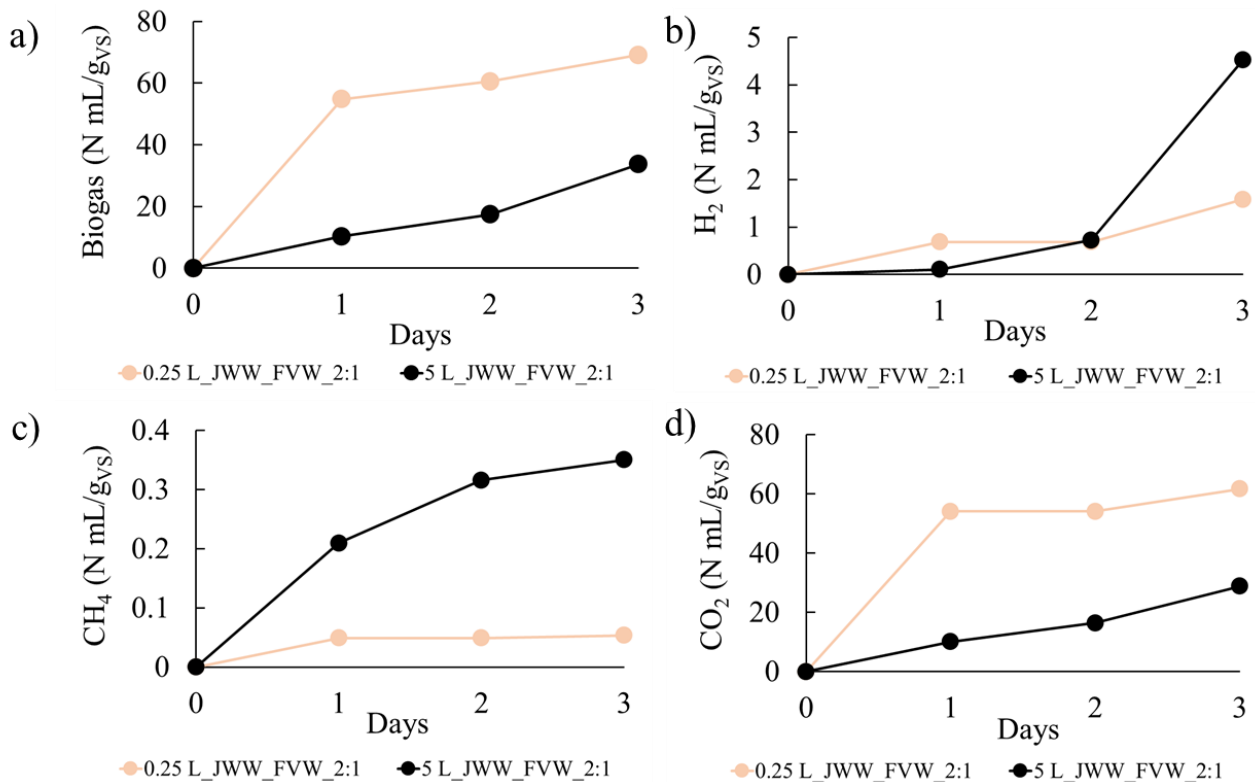 a)
Biogas (N mL/gVS)
80
60
40
20
0
0 1 2 3
Days
0.25 L_JWW_FVW_2:1 5 L_JWW_FVW_2:1
b)
H2 (N mL/gVS)
5
4
3
2
1
0
0 1 2 3
Days
0.25 L_JWW_FVW_2:1 5 L_JWW_FVW_2:1
c)
CH4 (N mL/gVS)
0.4
0.3
0.2
0.1
0
0 1 2 3
Days
0.25 L_JWW_FVW_2:1 5 L_JWW_FVW_2:1
d)
CO2 (N mL/gVS)
80
60
40
20
0
0 1 2 3
Days
0.25 L_JWW_FVW_2:1 5 L_JWW_FVW_2:1